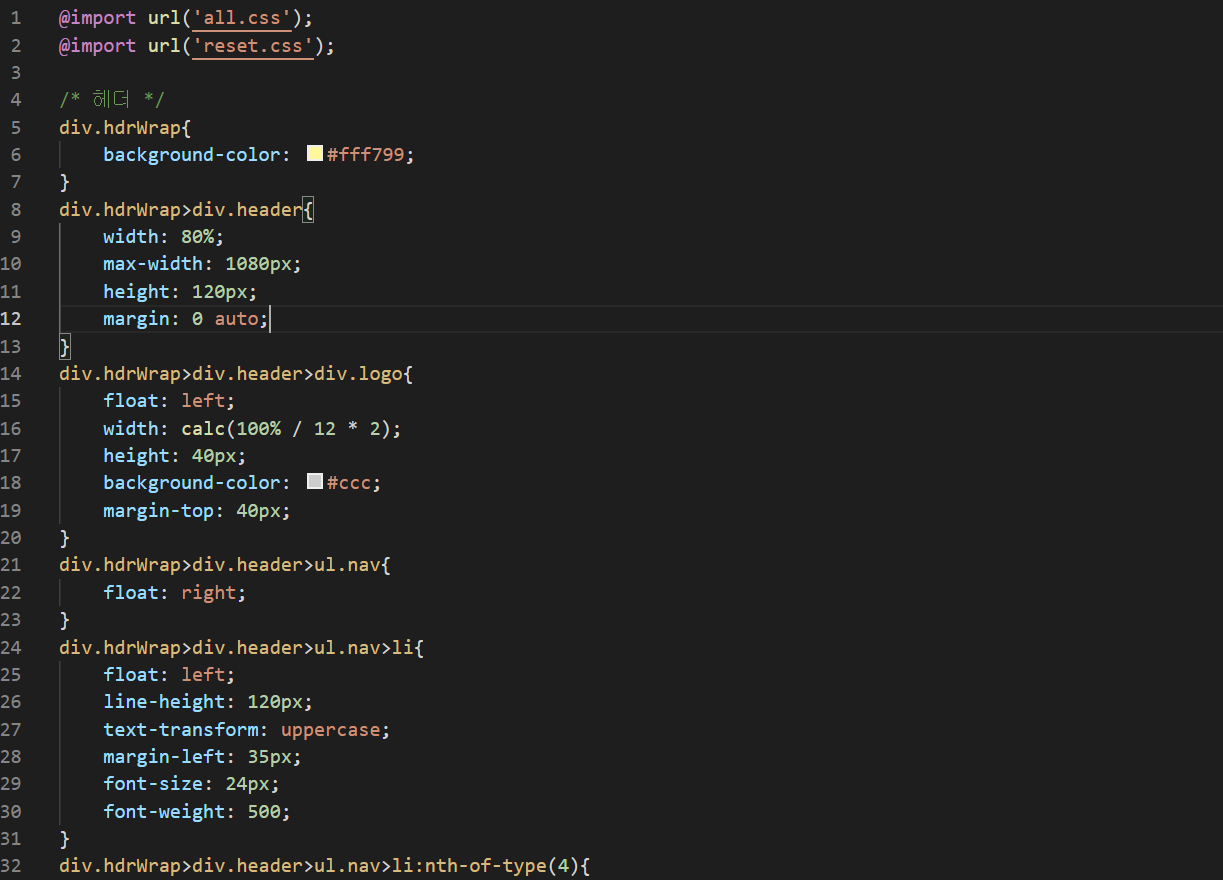 1 @import url('all.css');
2 @import url('reset.css');
3
4 /* 헤더 */
5 div.hdrWrap{
6     background-color: #fff799;
7 }
8 div.hdrWrap>div.header{
9     width: 80%;
10     max-width: 1080px;
11     height: 120px;
12     margin: 0 auto;
13 }
14 div.hdrWrap>div.header>div.logo{
15     float: left;
16     width: calc(100% / 12 * 2);
17     height: 40px;
18     background-color: #ccc;
19     margin-top: 40px;
20 }
21 div.hdrWrap>div.header>ul.nav{
22     float: right;
23 }
24 div.hdrWrap>div.header>ul.nav>li{
25     float: left;
26     line-height: 120px;
27     text-transform: uppercase;
28     margin-left: 35px;
29     font-size: 24px;
30     font-weight: 500;
31 }
32 div.hdrWrap>div.header>ul.nav>li:nth-of-type(4){